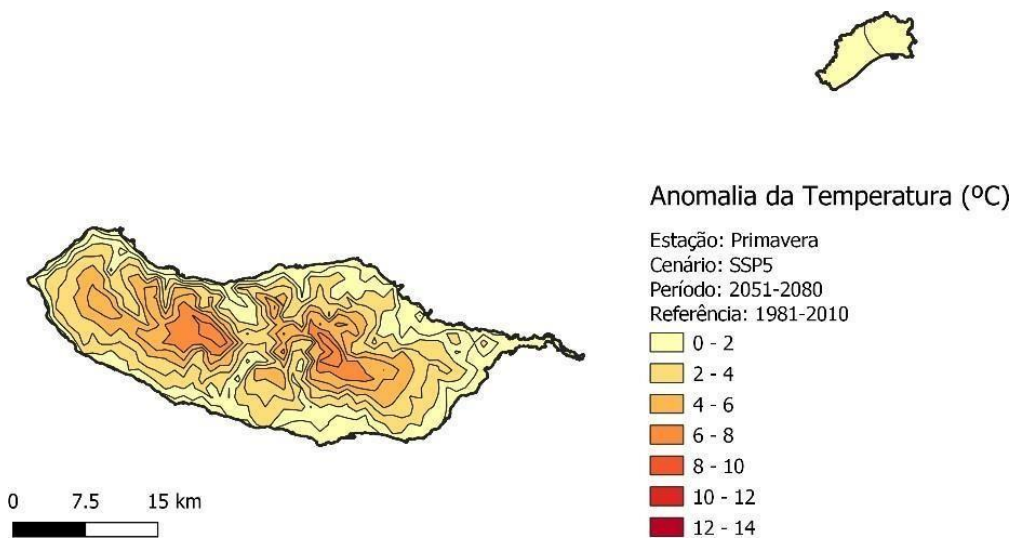 Anomalia da Temperatura (ºC)
Estação: Primavera
Cenário: SSP5
Período: 2051-2080
Referência: 1981-2010
0 - 2
2 - 4
4 - 6
6 - 8
8 - 10
10 - 12
12 - 14
0 7.5 15 km